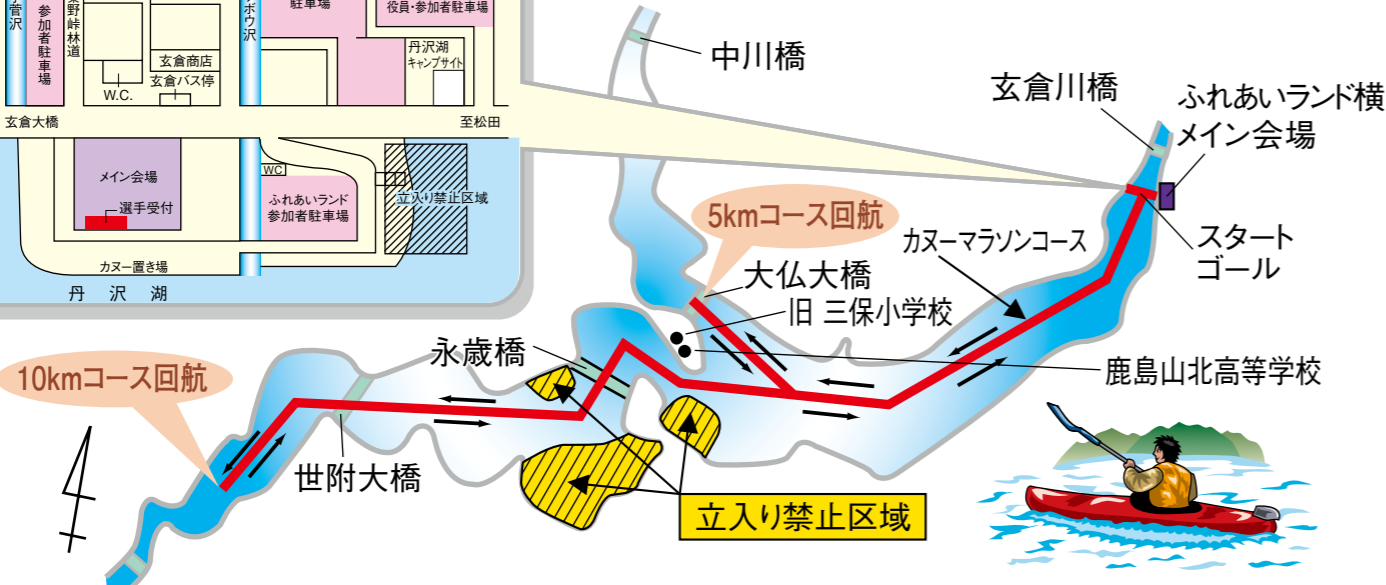 菅沢
参加者駐車場
野峠林道
玄倉商店
玄倉バス停
W.C.
ボウ沢
駐車場
役員・参加者駐車場
丹沢湖
キャンプサイト
玄倉大橋
至松田
メイン会場
選手受付
WC
ふれあいランド
参加者駐車場
立入り禁止区域
カヌー置き場
丹沢湖
中川橋
玄倉川橋
ふれあいランド横
メイン会場
5kmコース回航
カヌーマラソンコース
スタート
ゴール
大仏大橋
旧 三保小学校
鹿島山北高等学校
永歳橋
10kmコース回航
世附大橋
立入り禁止区域